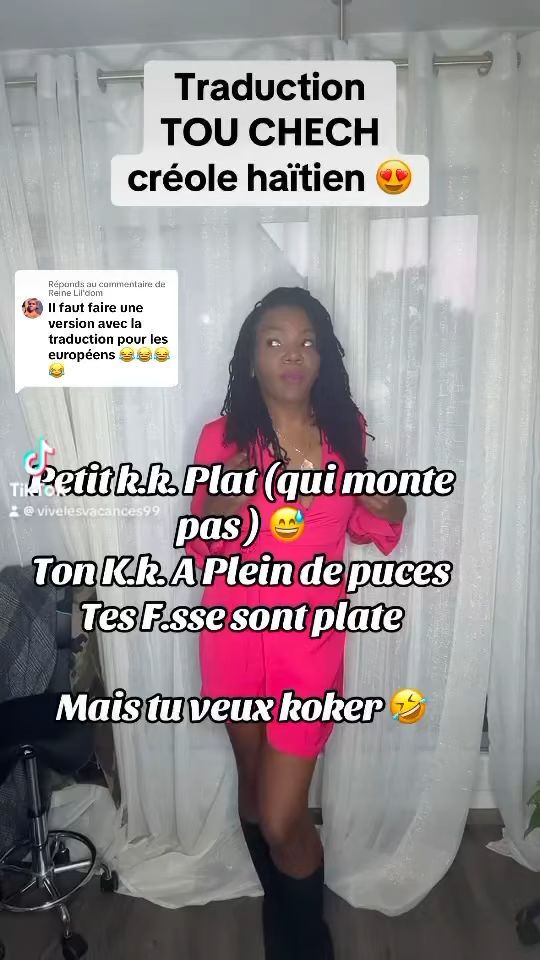 Traduction
TOU CHECH
créole haïtien 😍
Réponds au commentaire de
Reine Lil'dom
Il faut faire une
version avec la
traduction pour les
européens 😂😂😂
😂
Petit k.k. Plat (qui monte
pas) 😅
TikTok
@vivelesvacances99
Ton K.k. A Plein de puces
Tes F.sse sont plate
Mais tu veux koker 🤣